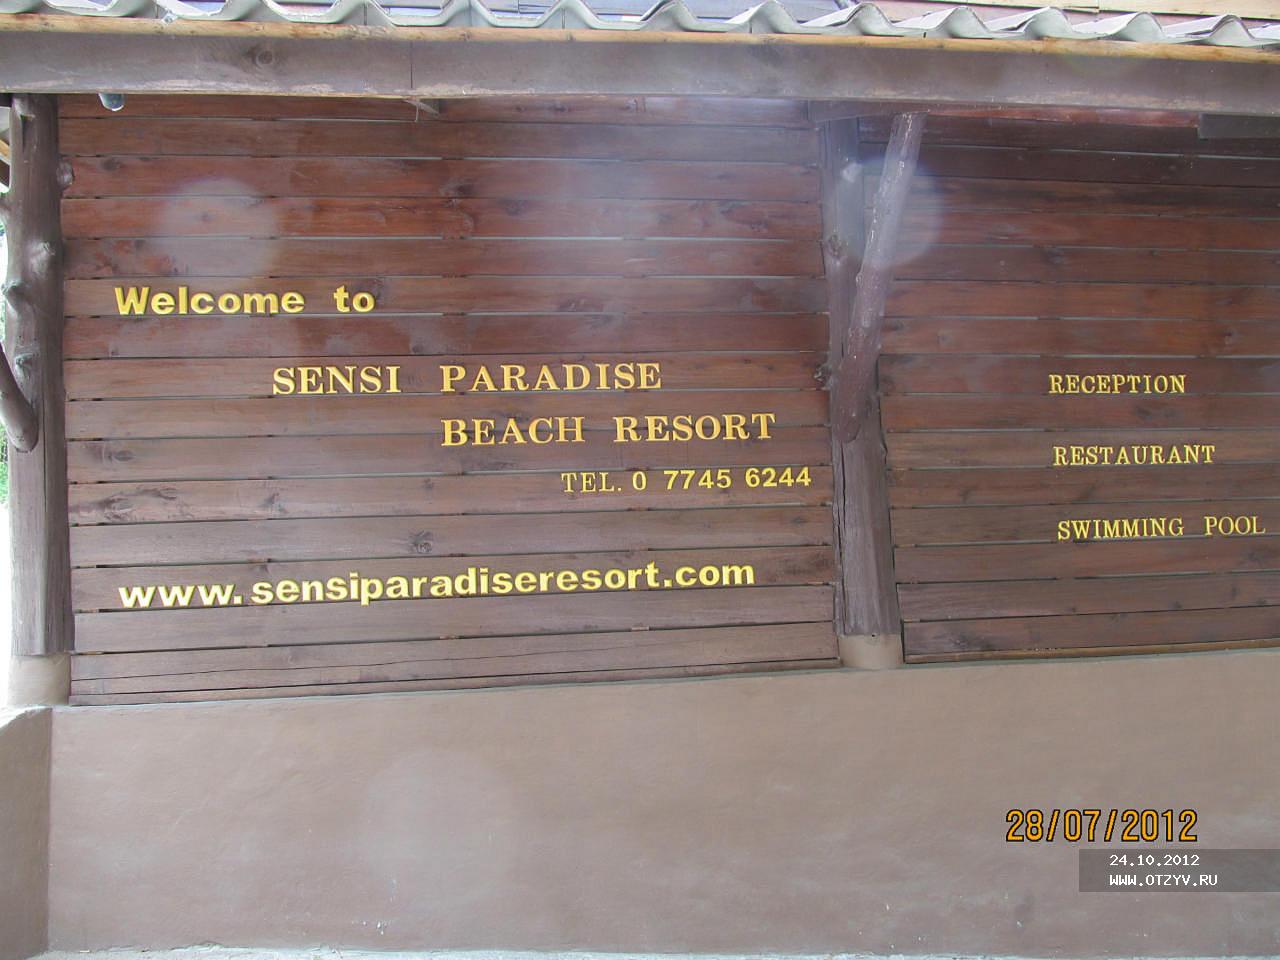 Welcome to
SENSI PARADISE
BEACH RESORT
TEL. 0 7745 6244
www.sensiparadiseresort.com
RECEPTION
RESTAURANT
SWIMMING POOL
28/07/2012
24.10.2012
WWW.OTZYV.RU